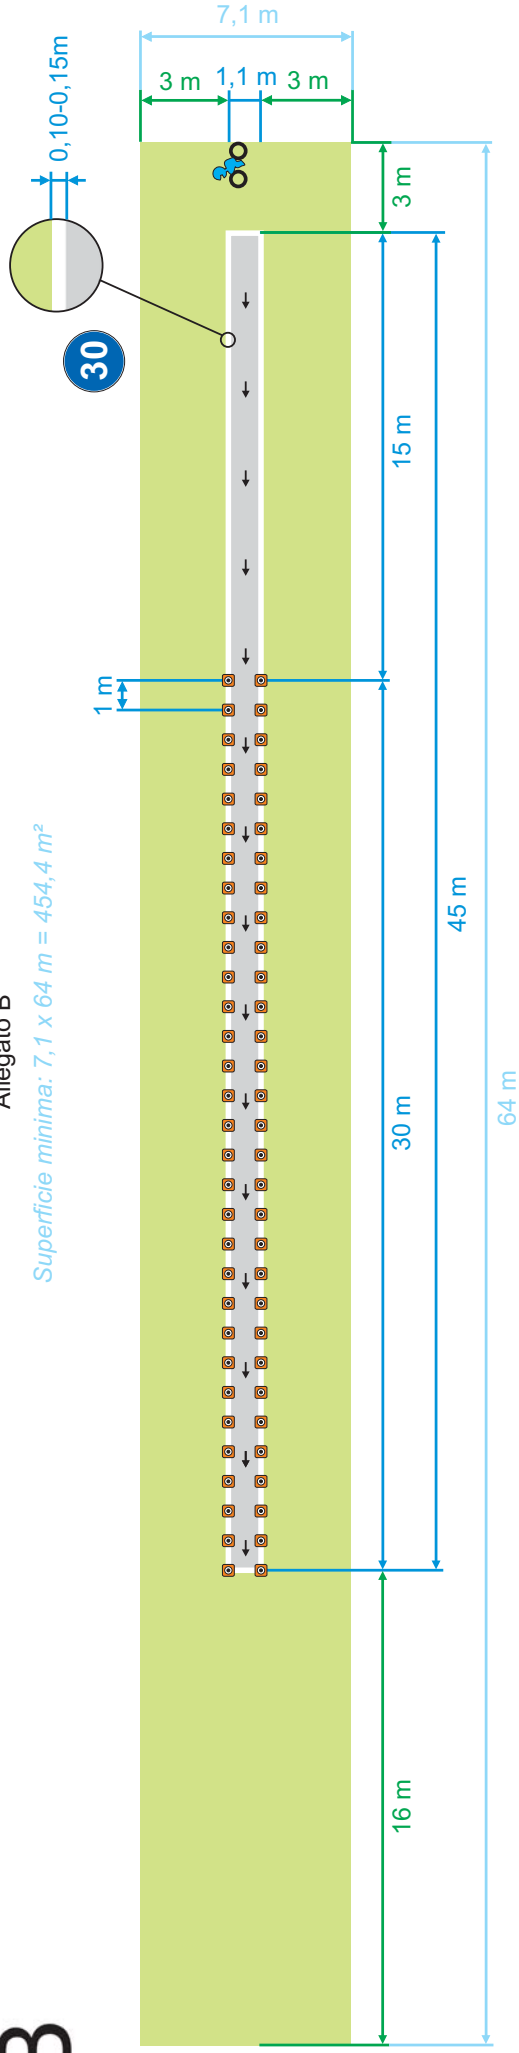 7,1 m
3 m
1,1 m
3 m
0,10-0,15m
3 m
30
15 m
1 m
Allegato B
Superficie minima: 7,1 x 64 m = 454,4 m²
45 m
30 m
64 m
16 m